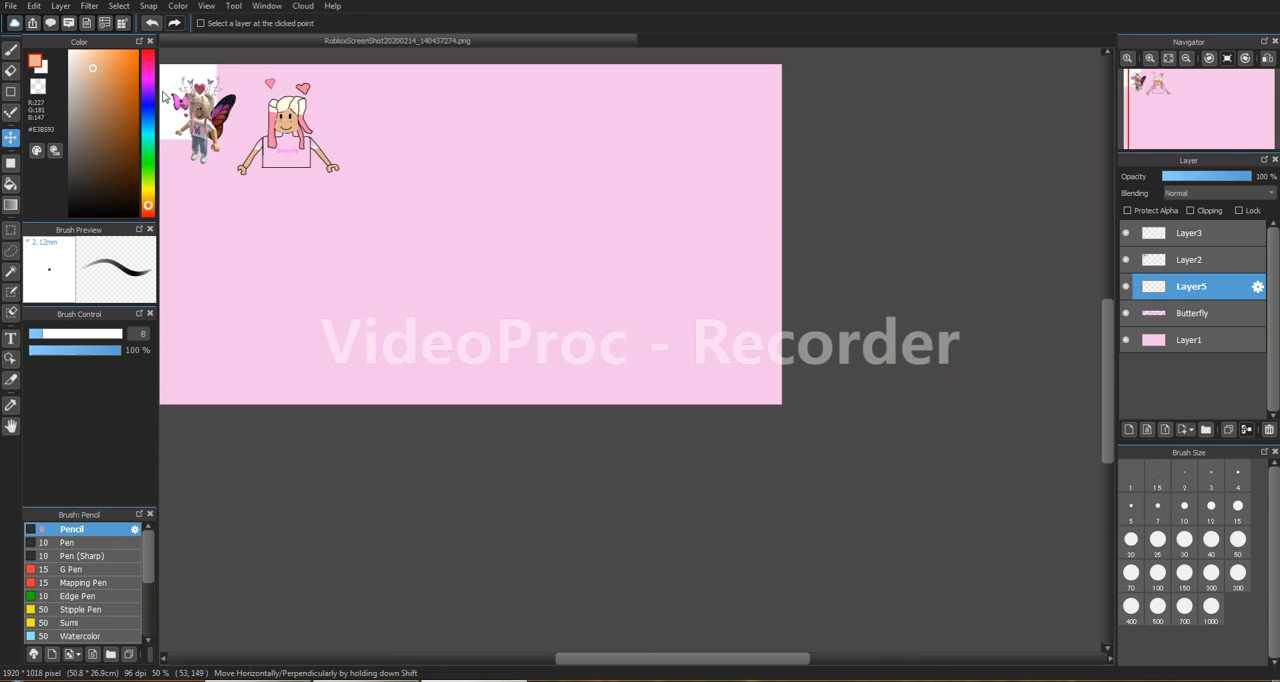 File Edit Layer Filter Select Snap Color View Tool Window Cloud Help
Select a layer at the clicked point
Color
RobloxScreenShot20200214_140437274.png
Navigator
R:227
G:181
B:147
#E3B593
Butterfly
Layer
Opacity 100 %
Blending Normal
Protect Alpha Clipping Lock
Layer3
Layer2
Layer5
Butterfly
Layer1
Brush Preview
* 2.12mm
Brush Control
8
100 %
VideoProc - Recorder
Brush Size
1 1.5 2 3 4
5 7 10 12 15
20 25 30 40 50
70 100 150 200 300
400 500 700 1000
Brush: Pencil
8 Pencil
10 Pen
10 Pen (Sharp)
15 G Pen
15 Mapping Pen
10 Edge Pen
50 Stipple Pen
50 Sumi
50 Watercolor
1920 * 1018 pixel (50.8 * 26.9cm) 96 dpi 50 % ( 53, 149 ) Move Horizontally/Perpendicularly by holding down Shift